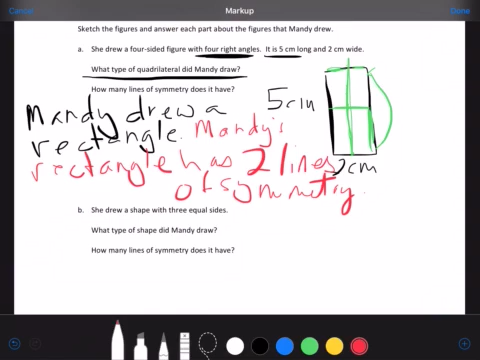 Cancel
Markup
Done
Sketch the figures and answer each part about the figures that Mandy drew.
a. She drew a four-sided figure with four right angles. It is 5 cm long and 2 cm wide.
What type of quadrilateral did Mandy draw?
How many lines of symmetry does it have?
5cm
Mandy drew a
rectangle. Mandy's
rectangle has 2 lines
2cm
of symmetry.
b. She drew a shape with three equal sides.
What type of shape did Mandy draw?
How many lines of symmetry does it have?